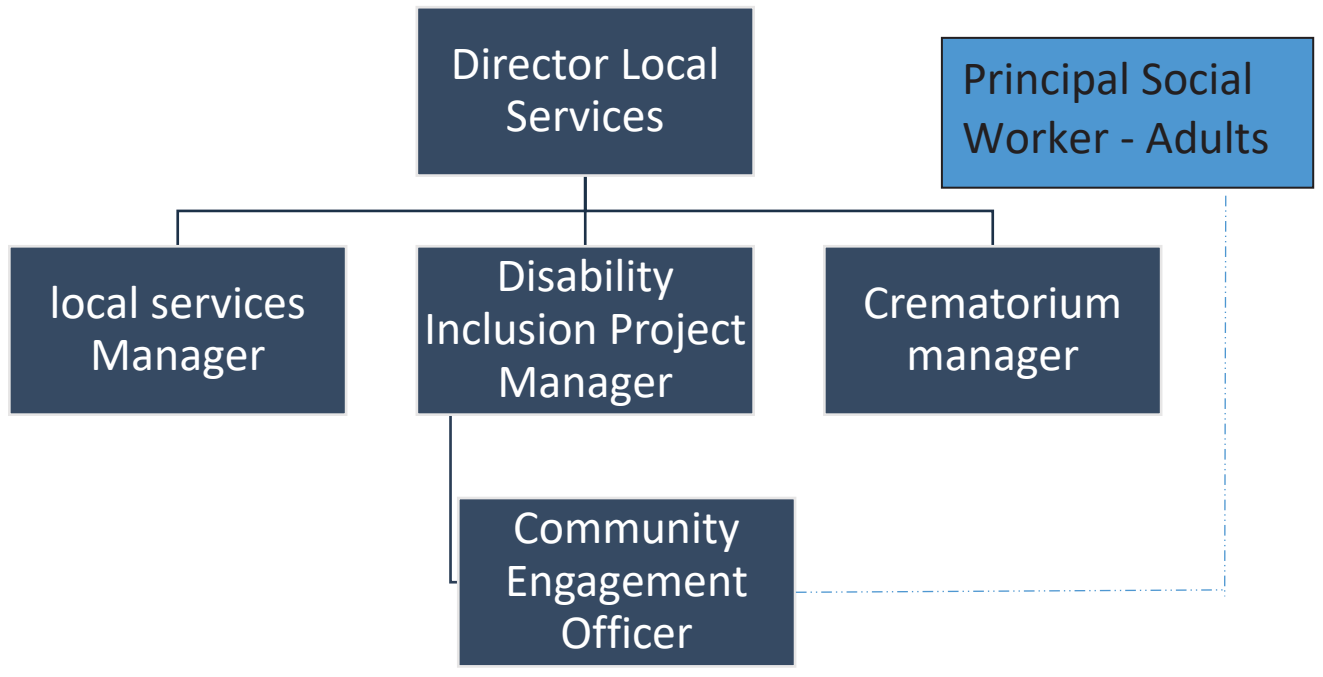 Director Local
Services
Principal Social
Worker - Adults
local services
Manager
Disability
Inclusion Project
Manager
Crematorium
manager
Community
Engagement
Officer